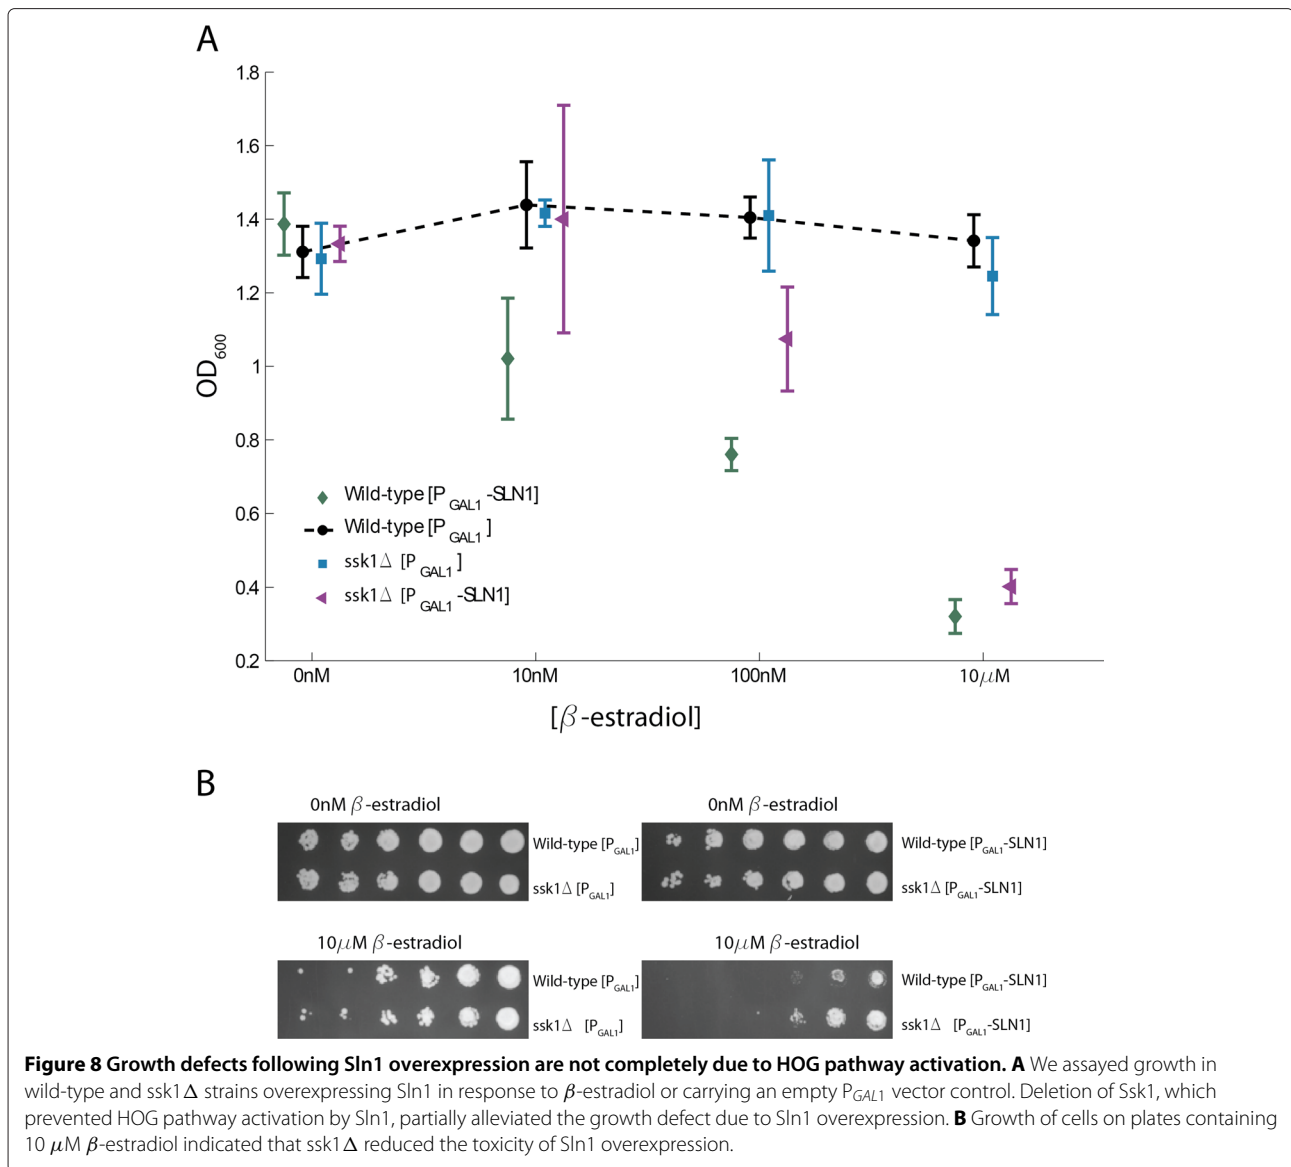 A
1.8
1.6
1.4
1.2
1
0.8
0.6
0.4
0.2
OD600
Wild-type [P GAL1 -SLN1]
Wild-type [P GAL1 ]
ssk1Δ [P GAL1 ]
ssk1Δ [P GAL1 -SLN1]
0nM 10nM 100nM 10μM
[β-estradiol]
B
0nM β-estradiol
Wild-type [PGAL1]
ssk1Δ [PGAL1]
0nM β-estradiol
Wild-type [PGAL1-SLN1]
ssk1Δ [PGAL1-SLN1]
10μM β-estradiol
Wild-type [PGAL1]
ssk1Δ [PGAL1]
10μM β-estradiol
Wild-type [PGAL1-SLN1]
ssk1Δ [PGAL1-SLN1]
Figure 8 Growth defects following Sln1 overexpression are not completely due to HOG pathway activation. A We assayed growth in
wild-type and ssk1Δ strains overexpressing Sln1 in response to β-estradiol or carrying an empty PGAL1 vector control. Deletion of Ssk1, which
prevented HOG pathway activation by Sln1, partially alleviated the growth defect due to Sln1 overexpression. B Growth of cells on plates containing
10 μM β-estradiol indicated that ssk1Δ reduced the toxicity of Sln1 overexpression.